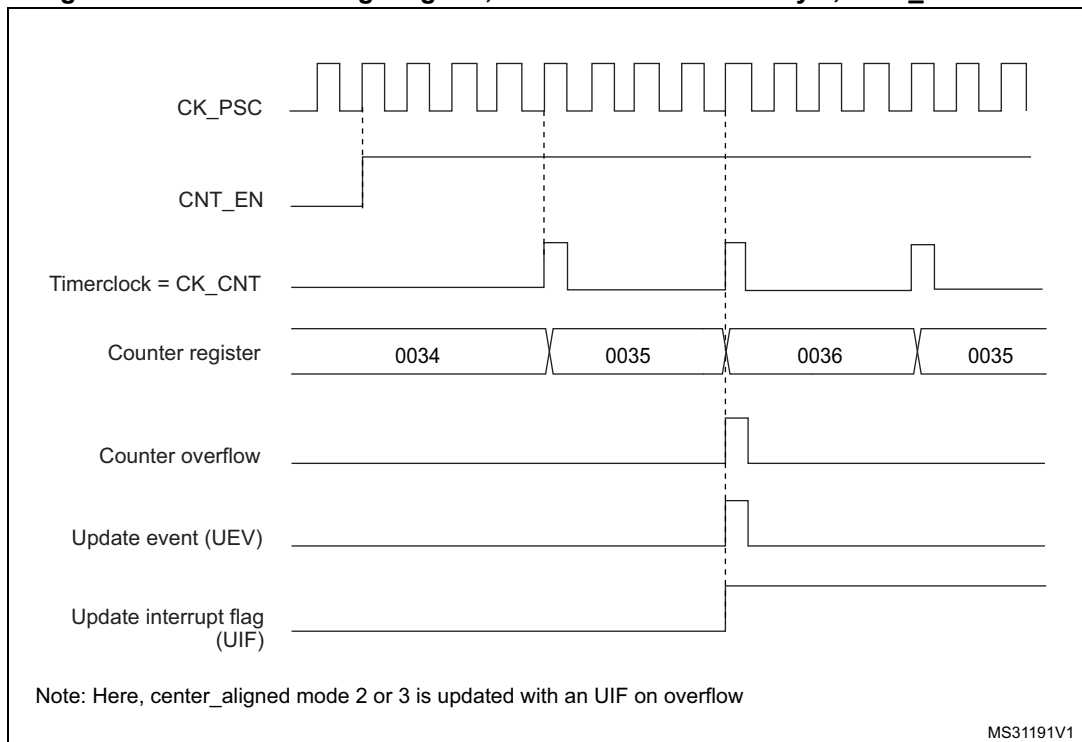 CK_PSC
CNT_EN
Timerclock = CK_CNT
Counter register
0034
0035
0036
0035
Counter overflow
Update event (UEV)
Update interrupt flag
(UIF)
Note: Here, center_aligned mode 2 or 3 is updated with an UIF on overflow
MS31191V1